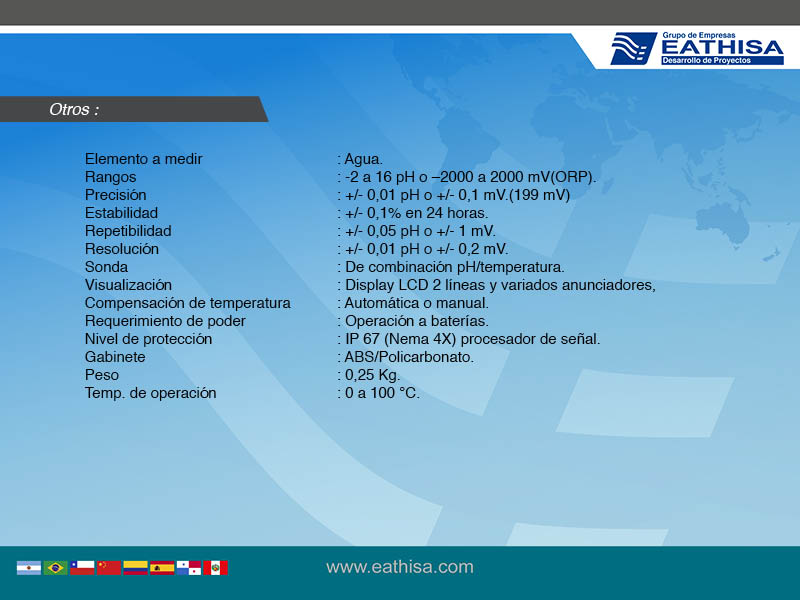 Grupo de Empresas
EATHISA
Desarrollo de Proyectos
Otros :
Elemento a medir : Agua.
Rangos : -2 a 16 pH o –2000 a 2000 mV(ORP).
Precisión : +/- 0,01 pH o +/- 0,1 mV.(199 mV)
Estabilidad : +/- 0,1% en 24 horas.
Repetibilidad : +/- 0,05 pH o +/- 1 mV.
Resolución : +/- 0,01 pH o +/- 0,2 mV.
Sonda : De combinación pH/temperatura.
Visualización : Display LCD 2 líneas y variados anunciadores,
Compensación de temperatura : Automática o manual.
Requerimiento de poder : Operación a baterías.
Nivel de protección : IP 67 (Nema 4X) procesador de señal.
Gabinete : ABS/Policarbonato.
Peso : 0,25 Kg.
Temp. de operación : 0 a 100 °C.
www.eathisa.com